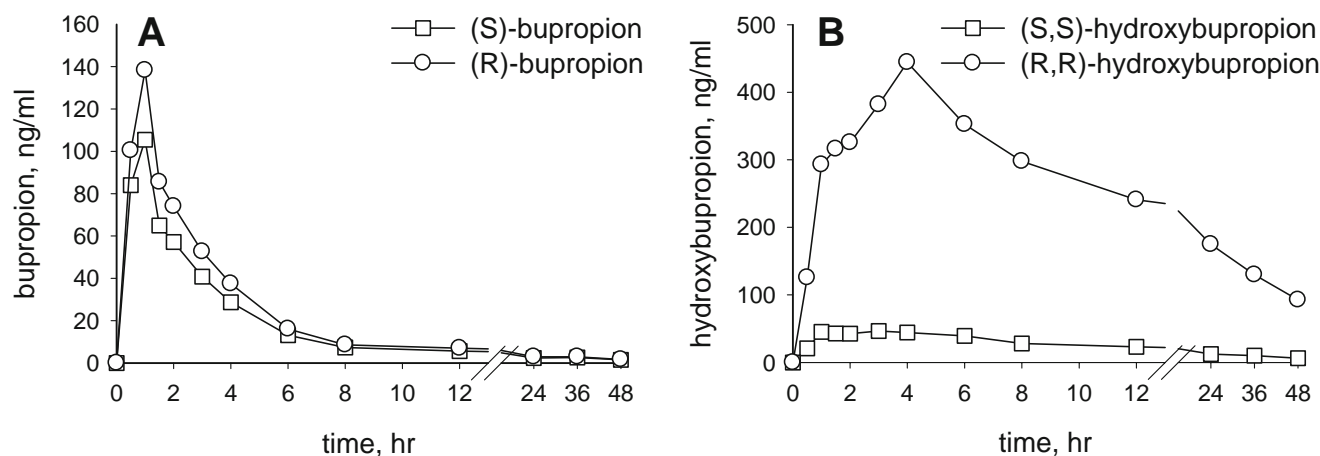 A
(S)-bupropion
(R)-bupropion
bupropion, ng/ml
160
140
120
100
80
60
40
20
0
0 2 4 6 8 10 12 24 36 48
time, hr
B
(S,S)-hydroxybupropion
(R,R)-hydroxybupropion
hydroxybupropion, ng/ml
500
400
300
200
100
0
0 2 4 6 8 10 12 24 36 48
time, hr